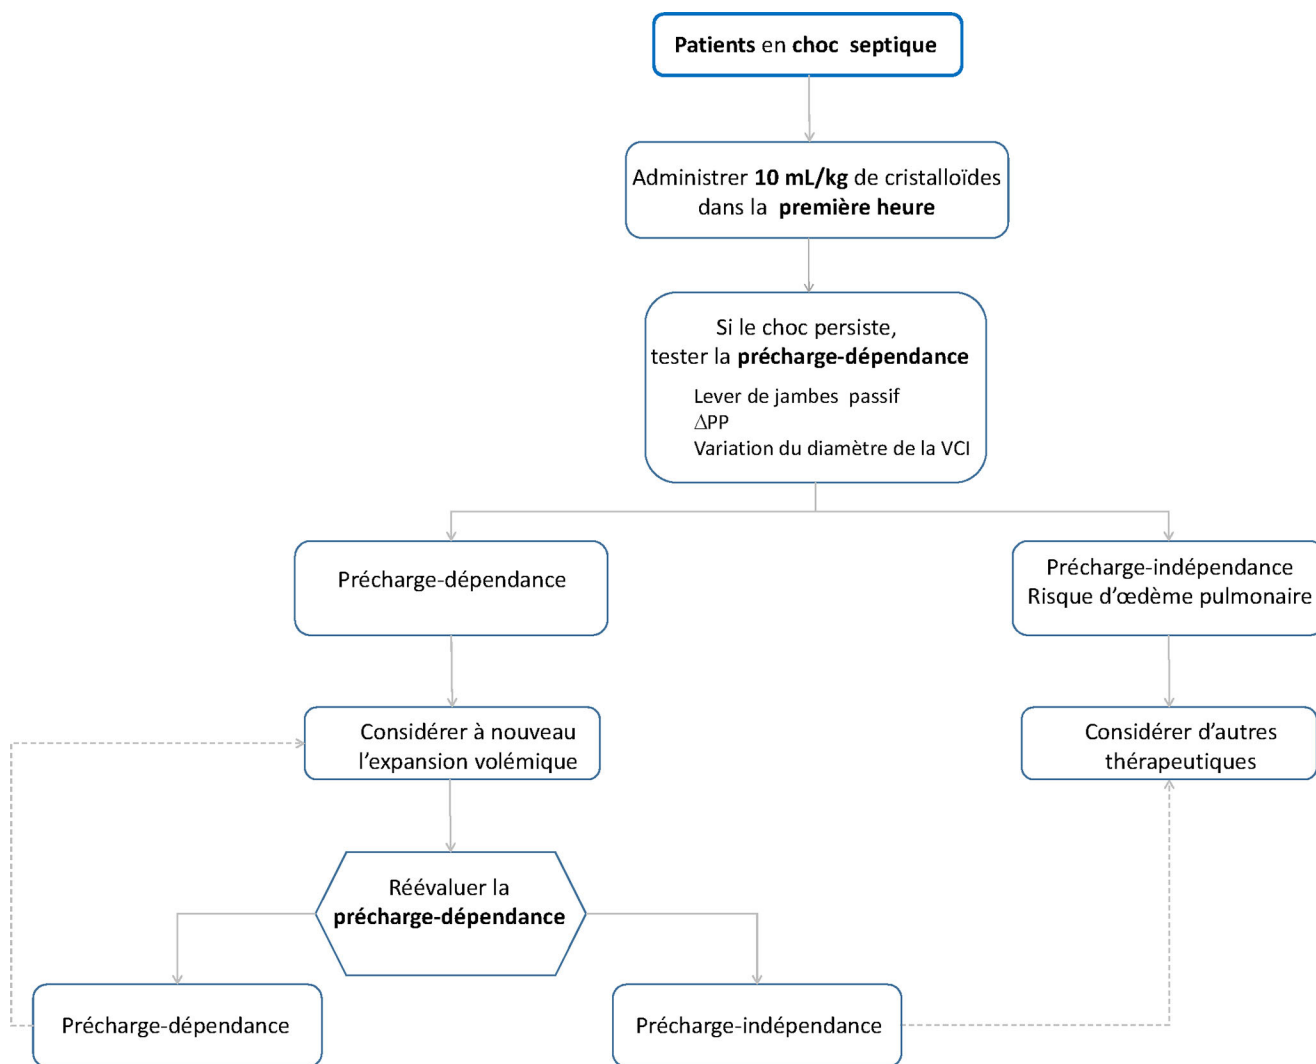 Patients en choc septique
Administrer 10 mL/kg de cristalloïdes
dans la première heure
Si le choc persiste,
tester la précharge-dépendance
Lever de jambes passif
∆PP
Variation du diamètre de la VCI
Précharge-dépendance
Précharge-indépendance
Risque d’œdème pulmonaire
Considérer à nouveau
l’expansion volémique
Considérer d’autres
thérapeutiques
Réévaluer la
précharge-dépendance
Précharge-dépendance
Précharge-indépendance